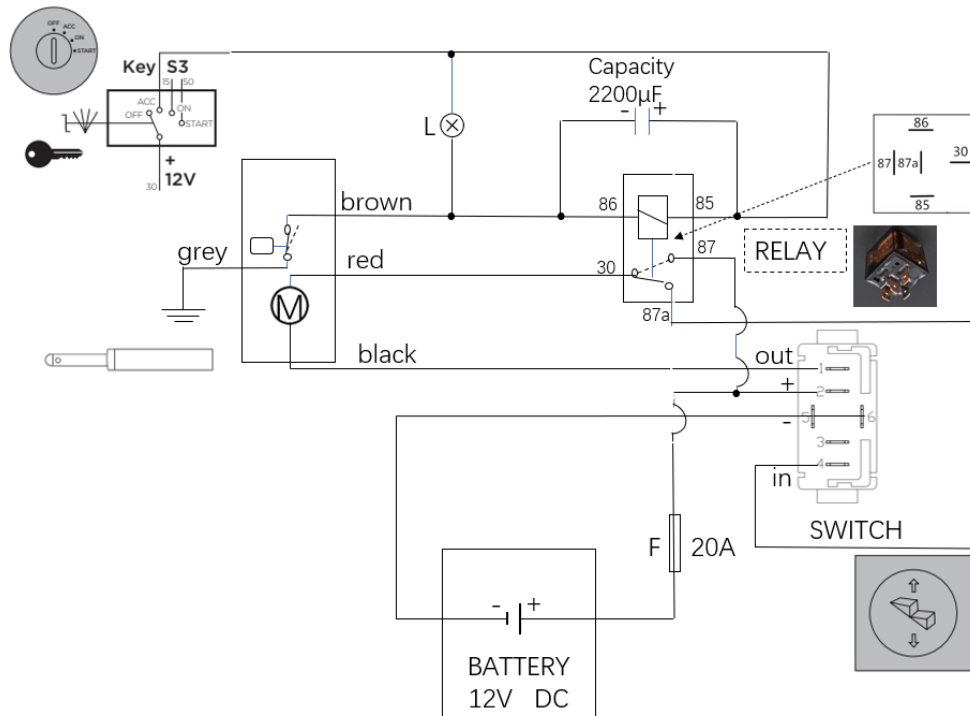 OFF
ACC
ON
START
Key S3
15 50
ACC
OFF
ON
START
+
12V
30
Capacity
2200μF
- +
L
86
87 87a 30
85
brown
86 85
grey
red
30
87
RELAY
87a
M
black
out
1
+
2
-
5 6
3
in
4
SWITCH
F 20A
- +
BATTERY
12V DC